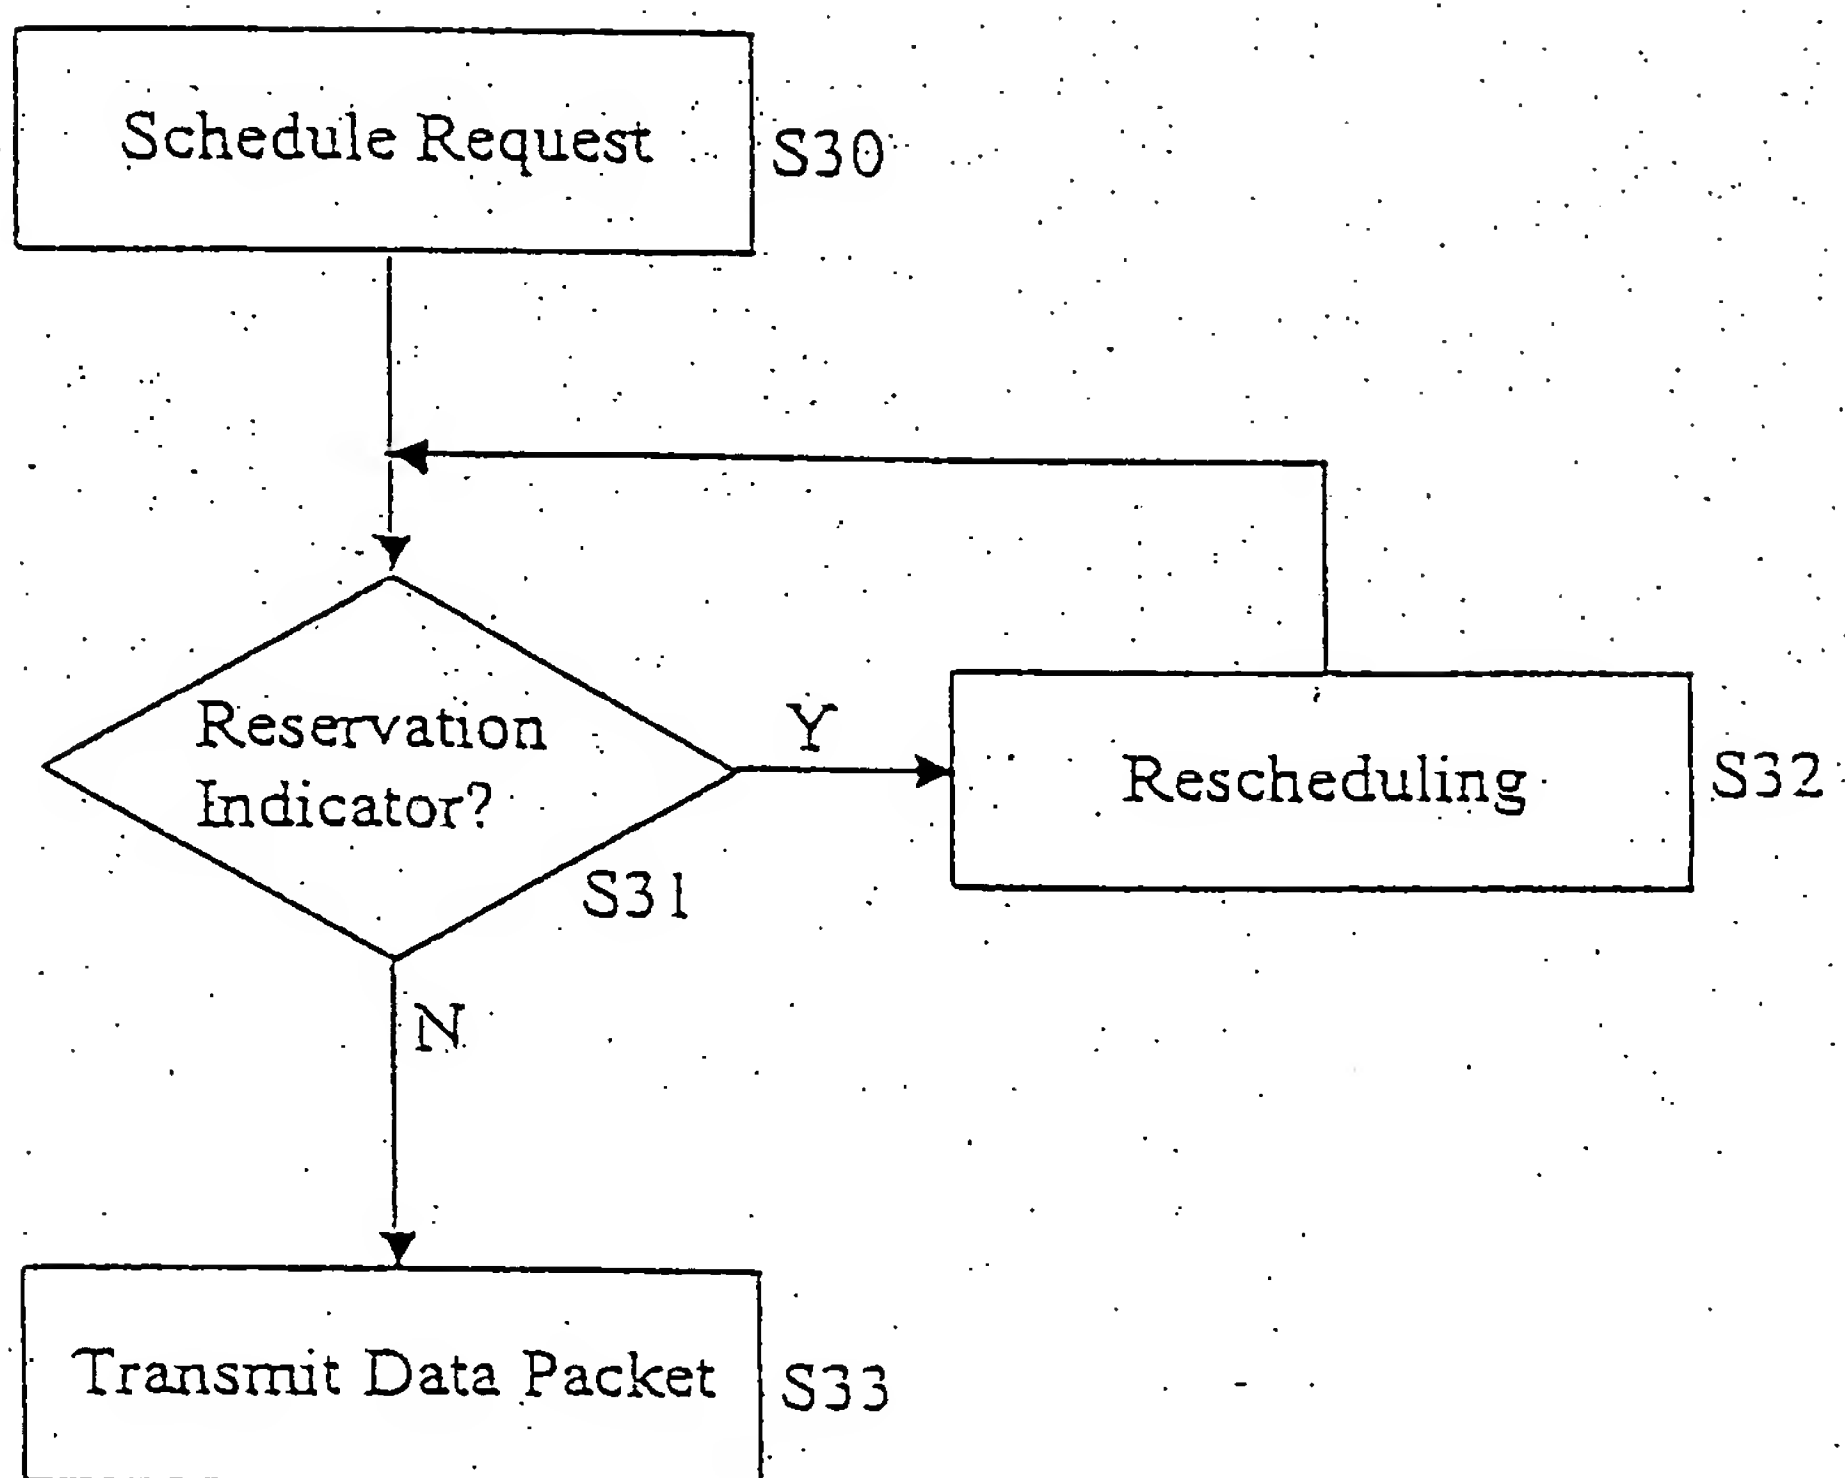 Schedule Request
S30
Reservation
Indicator?
S31
Y
Rescheduling
S32
N
Transmit Data Packet
S33